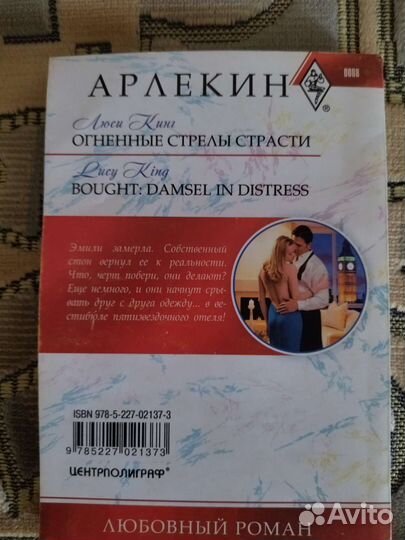 0068
АРЛЕКИН
®
Люси Кинг
ОГНЕННЫЕ СТРЕЛЫ СТРАСТИ
Lucy King
BOUGHT: DAMSEL IN DISTRESS
Эмили замерла. Собственный
стон вернул ее к реальности.
Что, черт побери, они делают?
Еще немного, и они начнут сры-
вать друг с друга одежду... в ве-
стибюле пятизвездочного отеля!
ISBN 978-5-227-02137-3
9 785227 021373
ЦЕНТРПОЛИГРАФ®
ЛЮБОВНЫЙ РОМАН
Avito